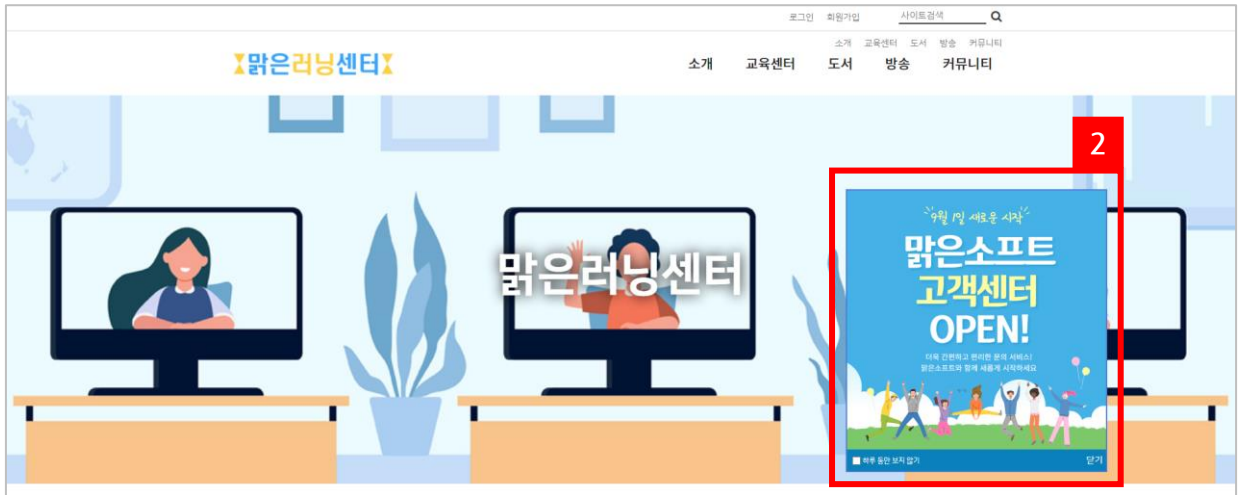 로그인 회원가입 사이트검색
소개 교육센터 도서 방송 커뮤니티
맑은러닝센터
소개 교육센터 도서 방송 커뮤니티
2
맑은러닝센터
9월 1일 새로운 시작
맑은소프트
고객센터
OPEN!
더욱 간편하고 편리한 문의 서비스!
맑은소프트와 함께 새롭게 시작하세요
하루 동안 보지 않기 닫기